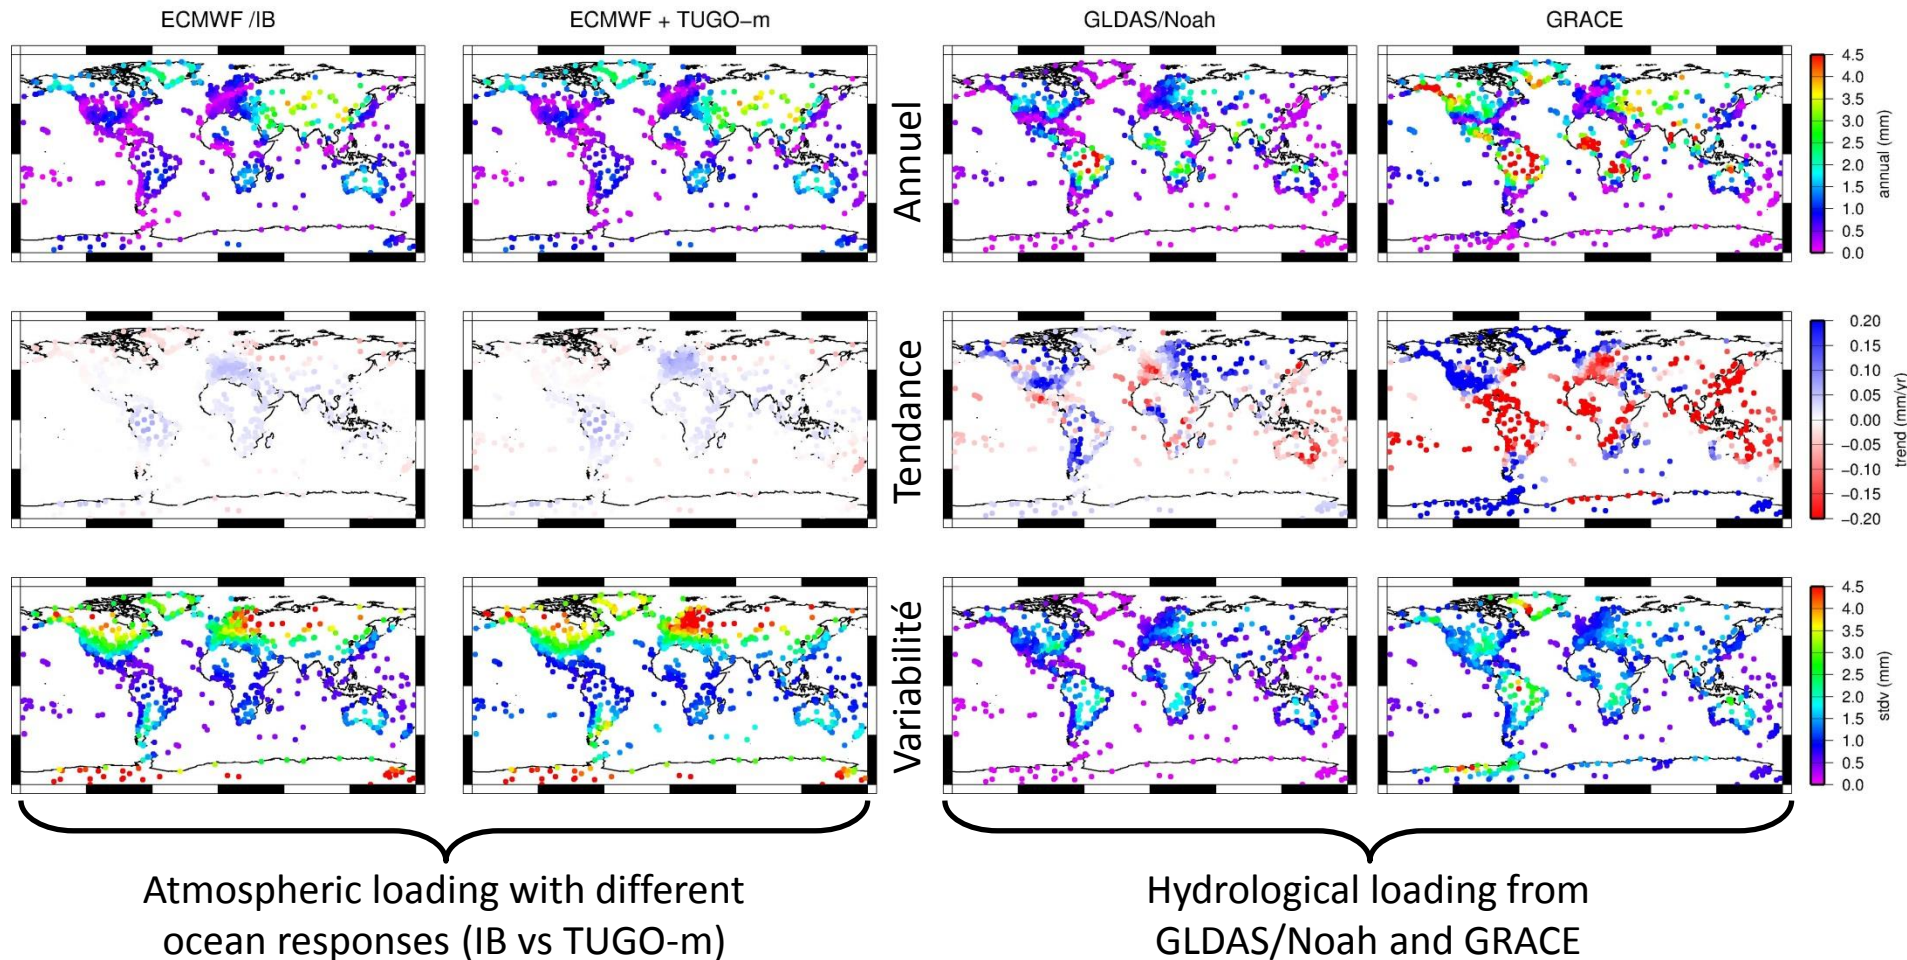 ECMWF /IB
ECMWF + TUGO−m
GLDAS/Noah
GRACE
Annuel
4.5
4.0
3.5
3.0
2.5
2.0
1.5
1.0
0.5
0.0
annual (mm)
Tendance
0.20
0.15
0.10
0.05
0.00
−0.05
−0.10
−0.15
−0.20
trend (mm/yr)
Variabilité
4.5
4.0
3.5
3.0
2.5
2.0
1.5
1.0
0.5
0.0
stdv (mm)
Atmospheric loading with different
ocean responses (IB vs TUGO-m)
Hydrological loading from
GLDAS/Noah and GRACE